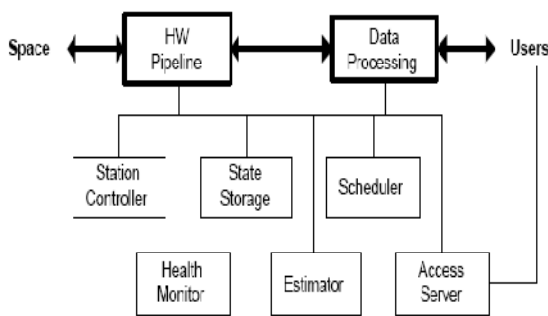 Space
HW
Pipeline
Data
Processing
Users
Station
Controller
State
Storage
Scheduler
Health
Monitor
Estimator
Access
Server